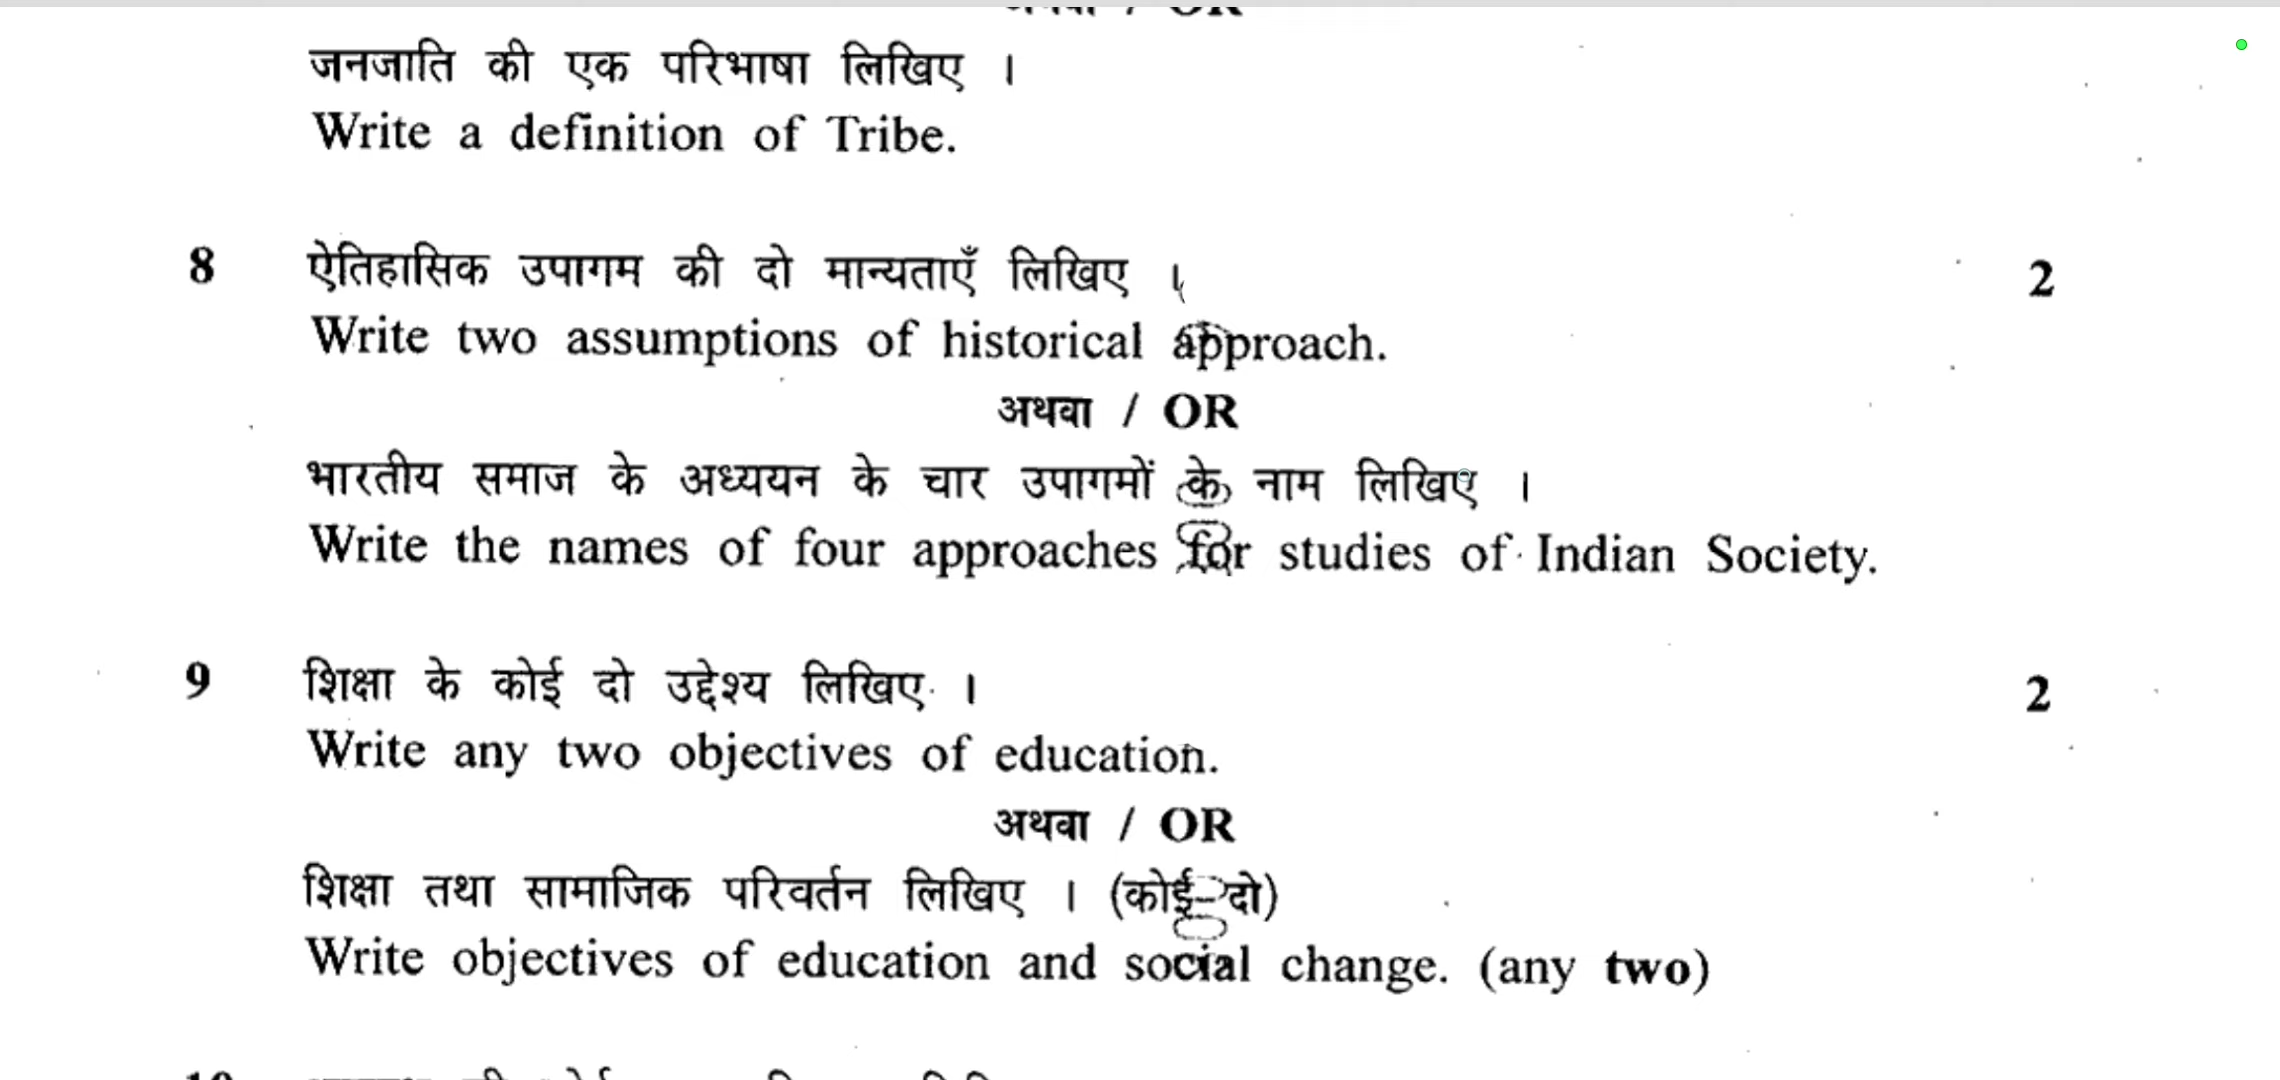 अथवा / OR
जनजाति की एक परिभाषा लिखिए ।
Write a definition of Tribe.
8 ऐतिहासिक उपागम की दो मान्यताएँ लिखिए । 2
Write two assumptions of historical approach.
अथवा / OR
भारतीय समाज के अध्ययन के चार उपागमों के नाम लिखिए ।
Write the names of four approaches for studies of Indian Society.
9 शिक्षा के कोई दो उद्देश्य लिखिए । 2
Write any two objectives of education.
अथवा / OR
शिक्षा तथा सामाजिक परिवर्तन लिखिए । (कोई दो)
Write objectives of education and social change. (any two)